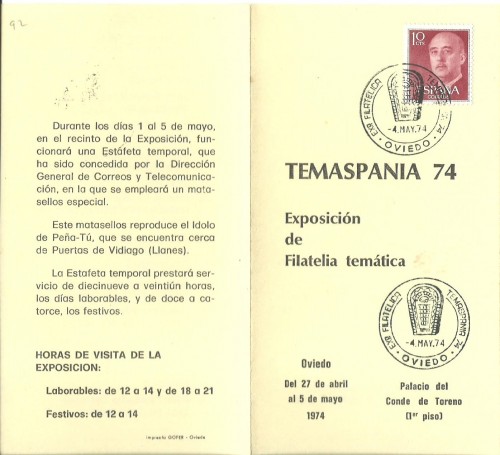 92
Durante los días 1 al 5 de mayo,
en el recinto de la Exposición, fun-
cionará una Estáfeta temporal, que
ha sido concedida por la Dirección
General de Correos y Telecomunica-
ción, en la que se empleará un mata-
sellos especial.
Este matasellos reproduce el Idolo
de Peña-Tú, que se encuentra cerca
de Puertas de Vidiago (Llanes).
La Estafeta temporal prestará ser-
vicio de diecinueve a veintiún horas,
los días laborables, y de doce a ca-
torce, los festivos.
HORAS DE VISITA DE LA
EXPOSICION:
Laborables: de 12 a 14 y de 18 a 21
Festivos: de 12 a 14
Imprenta GOFER - Oviedo
10
CTS
ESPAÑA
CORREOS
EXP. FILATELICA
-4.MAY.74
· OVIEDO ·
TEMASPANIA 74
Exposición
de
Filatelia temática
EXP. FILATELICA TEMASPANIA 74
-4.MAY.74
· OVIEDO ·
Oviedo
Del 27 de abril
al 5 de mayo
1974
Palacio del
Conde de Toreno
(1er piso)